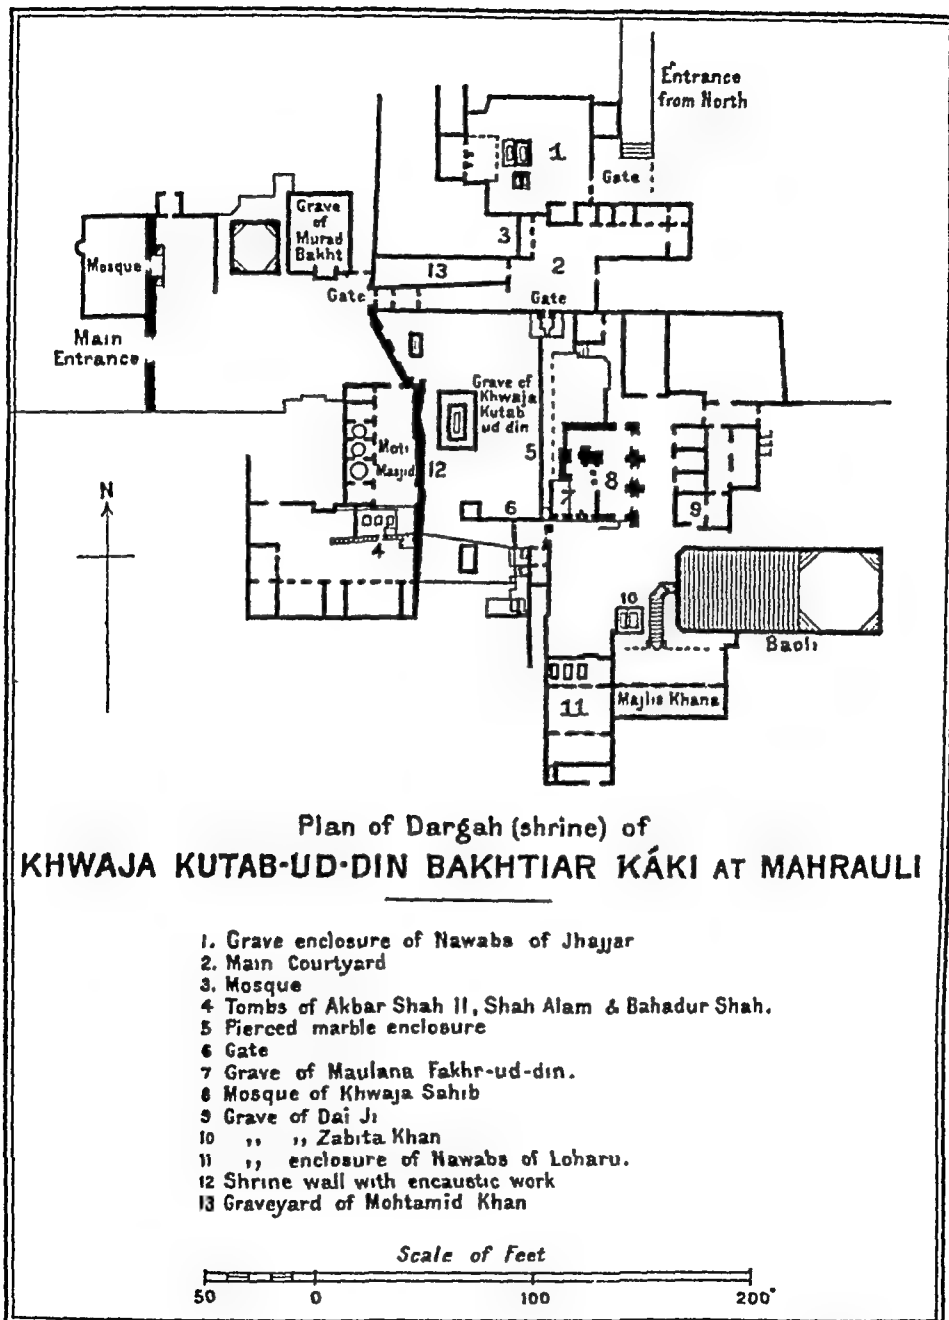 Entrance
from North
1
Gate
Grave
of
Murad
Bakht
3
Mosque
13
2
Gate
Gate
Main
Entrance
Grave of
Khwaja
Kutab
ud din
Moti
Masjid
12
5
8
7
9
6
N
4
10
Baoli
Majlis Khana
11
Plan of Dargah (shrine) of
KHWAJA KUTAB-UD-DIN BAKHTIAR KÁKI AT MAHRAULI
1. Grave enclosure of Nawabs of Jhajjar
2. Main Courtyard
3. Mosque
4 Tombs of Akbar Shah II, Shah Alam & Bahadur Shah.
5 Pierced marble enclosure
6 Gate
7 Grave of Maulana Fakhr-ud-din.
8 Mosque of Khwaja Sahib
9 Grave of Dai Ji
10 ,, ,, Zabita Khan
11 ,, enclosure of Nawabs of Loharu.
12 Shrine wall with encaustic work
13 Graveyard of Mohtamid Khan
Scale of Feet
50 0 100 200'